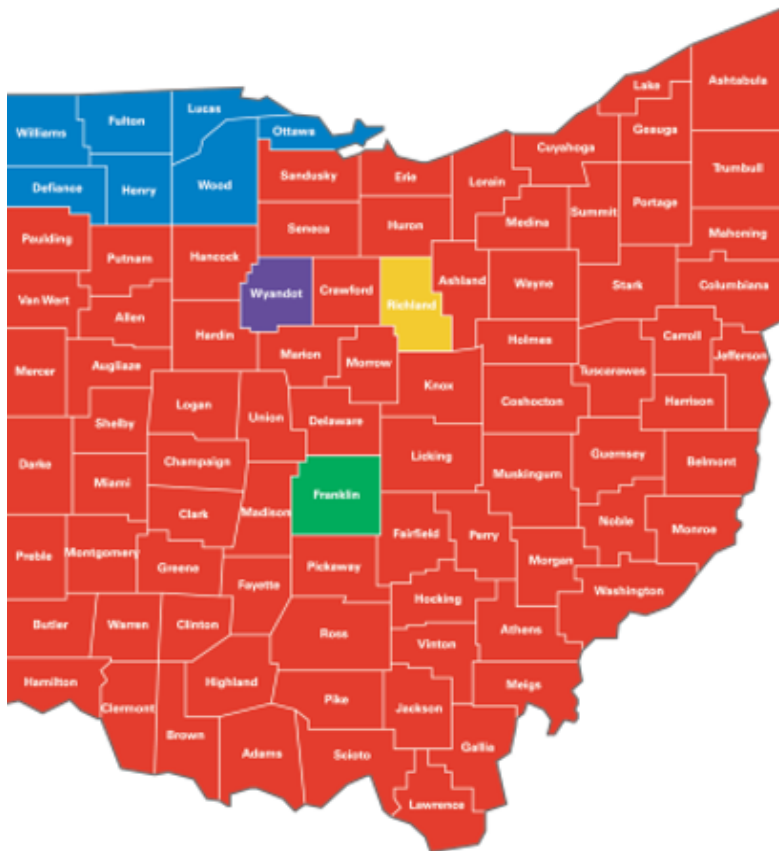 Lake
Ashtabula
Lucas
Geauga
Fulton
Williams
Ottawa
Cuyahoga
Trumbull
Sandusky
Erie
Lorain
Wood
Defiance
Henry
Portage
Summit
Medina
Seneca
Huron
Mahoning
Paulding
Putnam
Hancock
Ashland
Wayne
Stark
Columbiana
Wyandot
Crawford
Richland
Van Wert
Allen
Hardin
Carroll
Holmes
Marion
Morrow
Jefferson
Mercer
Augliaze
Tuscarawas
Knox
Logan
Coshocton
Harrison
Union
Shelby
Delaware
Guernsey
Licking
Champaign
Belmont
Darke
Muskingum
Miami
Franklin
Clark
Madison
Noble
Monroe
Fairfield
Perry
Preble
Montgomery
Greene
Morgan
Pickaway
Fayette
Washington
Hocking
Butler
Warren
Clinton
Ross
Athens
Vinton
Hamilton
Highland
Meigs
Pike
Jackson
Clermont
Brown
Gallia
Adams
Scioto
Lawrence